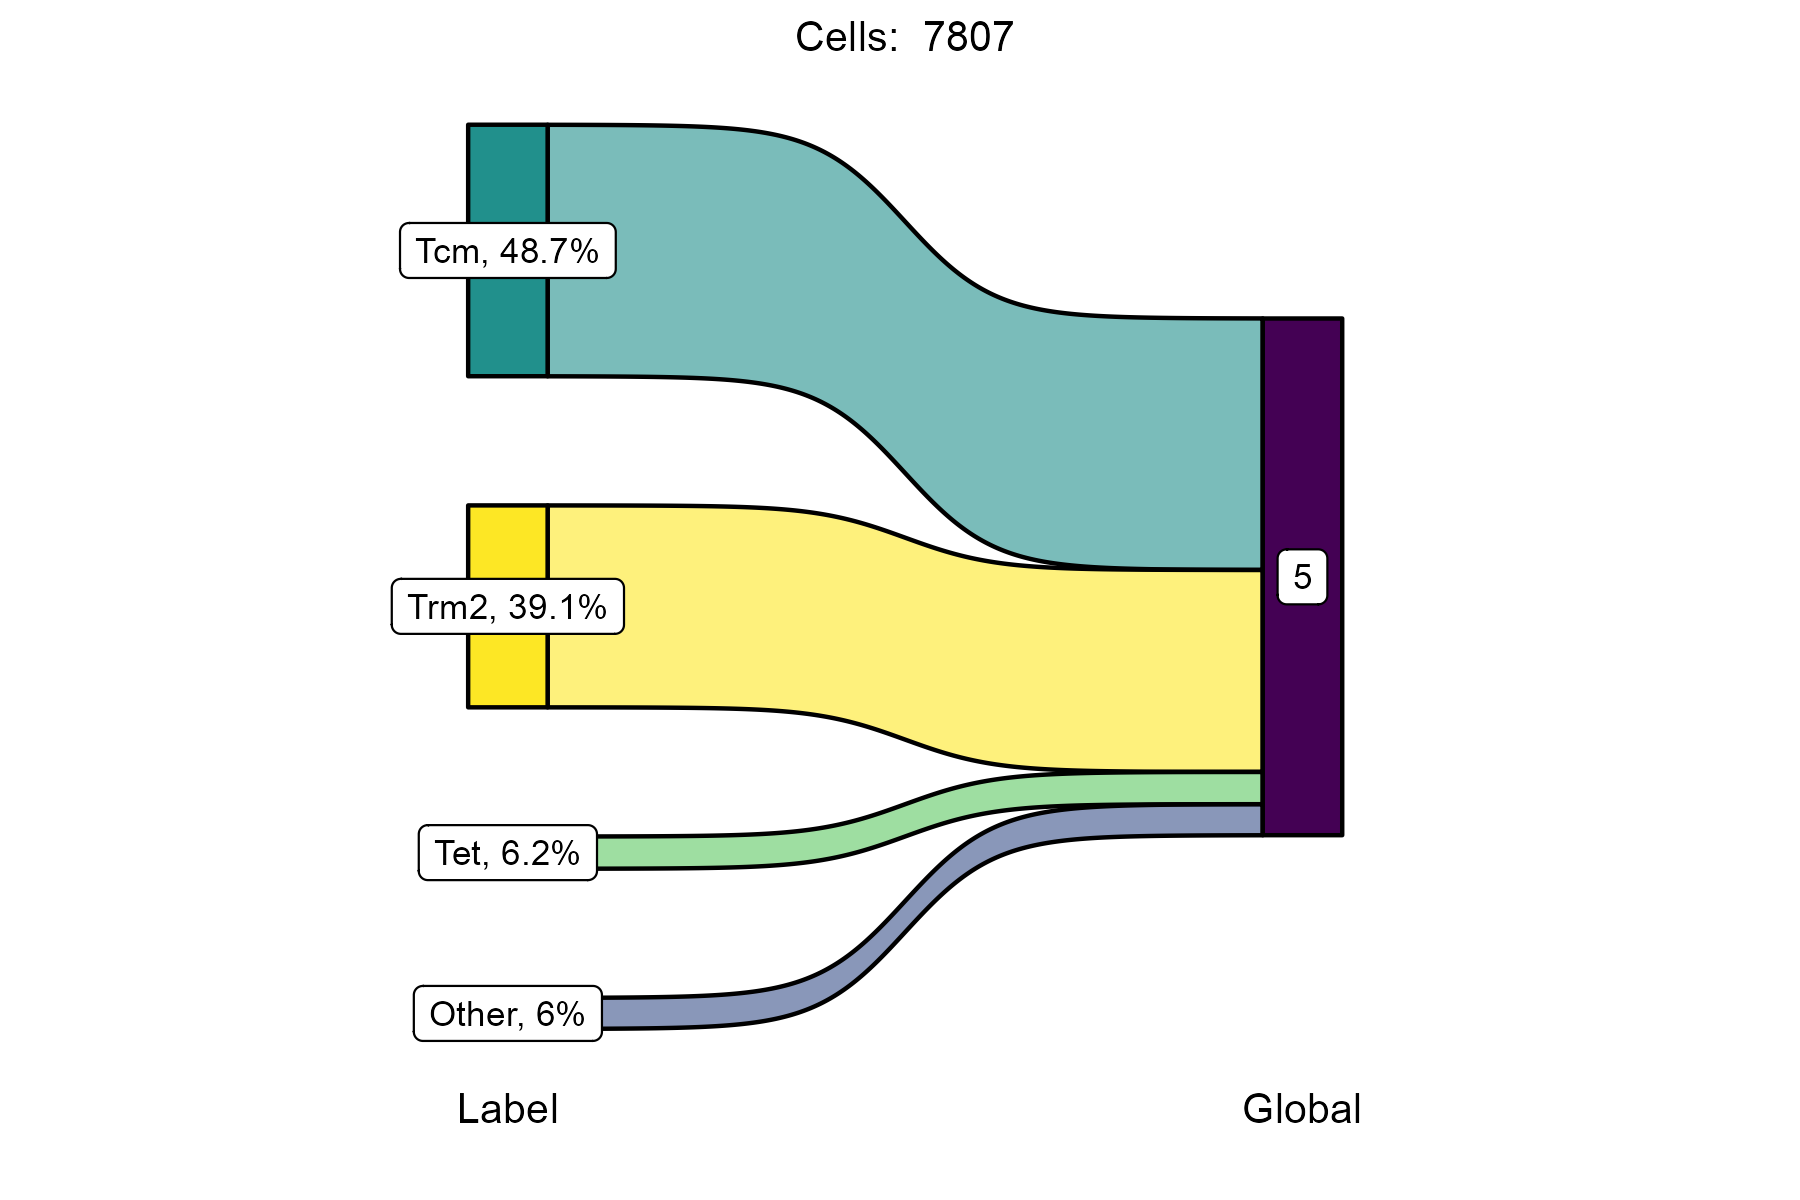 Cells:  7807
Tcm, 48.7%
Trm2, 39.1%
5
Tet, 6.2%
Other, 6%
Label
Global